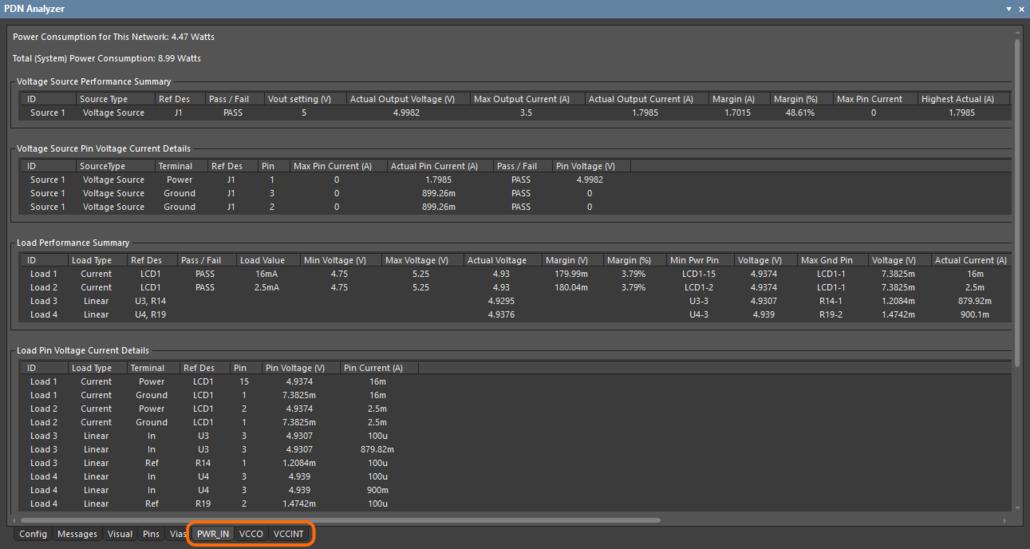 PDN Analyzer
Power Consumption for This Network: 4.47 Watts
Total (System) Power Consumption: 8.99 Watts
Voltage Source Performance Summary
ID Source Type Ref Des Pass / Fail Vout setting (V) Actual Output Voltage (V) Max Output Current (A) Actual Output Current (A) Margin (A) Margin (%) Max Pin Current Highest Actual (A)
Source 1 Voltage Source J1 PASS 5 4.9982 3.5 1.7985 1.7015 48.61% 0 1.7985
Voltage Source Pin Voltage Current Details
ID SourceType Terminal Ref Des Pin Max Pin Current (A) Actual Pin Current (A) Pass / Fail Pin Voltage (V)
Source 1 Voltage Source Power J1 1 0 1.7985 PASS 4.9982
Source 1 Voltage Source Ground J1 3 0 899.26m PASS 0
Source 1 Voltage Source Ground J1 2 0 899.26m PASS 0
Load Performance Summary
ID Load Type Ref Des Pass / Fail Load Value Min Voltage (V) Max Voltage (V) Actual Voltage Margin (V) Margin (%) Min Pwr Pin Voltage (V) Max Gnd Pin Voltage (V) Actual Current (A)
Load 1 Current LCD1 PASS 16mA 4.75 5.25 4.93 179.99m 3.79% LCD1-15 4.9374 LCD1-1 7.3825m 16m
Load 2 Current LCD1 PASS 2.5mA 4.75 5.25 4.93 180.04m 3.79% LCD1-2 4.9374 LCD1-1 7.3825m 2.5m
Load 3 Linear U3, R14 4.9295 U3-3 4.9307 R14-1 1.2084m 879.92m
Load 4 Linear U4, R19 4.9376 U4-3 4.939 R19-2 1.4742m 900.1m
Load Pin Voltage Current Details
ID Load Type Terminal Ref Des Pin Pin Voltage (V) Pin Current (A)
Load 1 Current Power LCD1 15 4.9374 16m
Load 1 Current Ground LCD1 1 7.3825m 16m
Load 2 Current Power LCD1 2 4.9374 2.5m
Load 2 Current Ground LCD1 1 7.3825m 2.5m
Load 3 Linear In U3 3 4.9307 100u
Load 3 Linear In U3 3 4.9307 879.82m
Load 3 Linear Ref R14 1 1.2084m 100u
Load 4 Linear In U4 3 4.939 100u
Load 4 Linear In U4 3 4.939 900m
Load 4 Linear Ref R19 2 1.4742m 100u
Config Messages Visual Pins Vias PWR_IN VCCO VCCINT